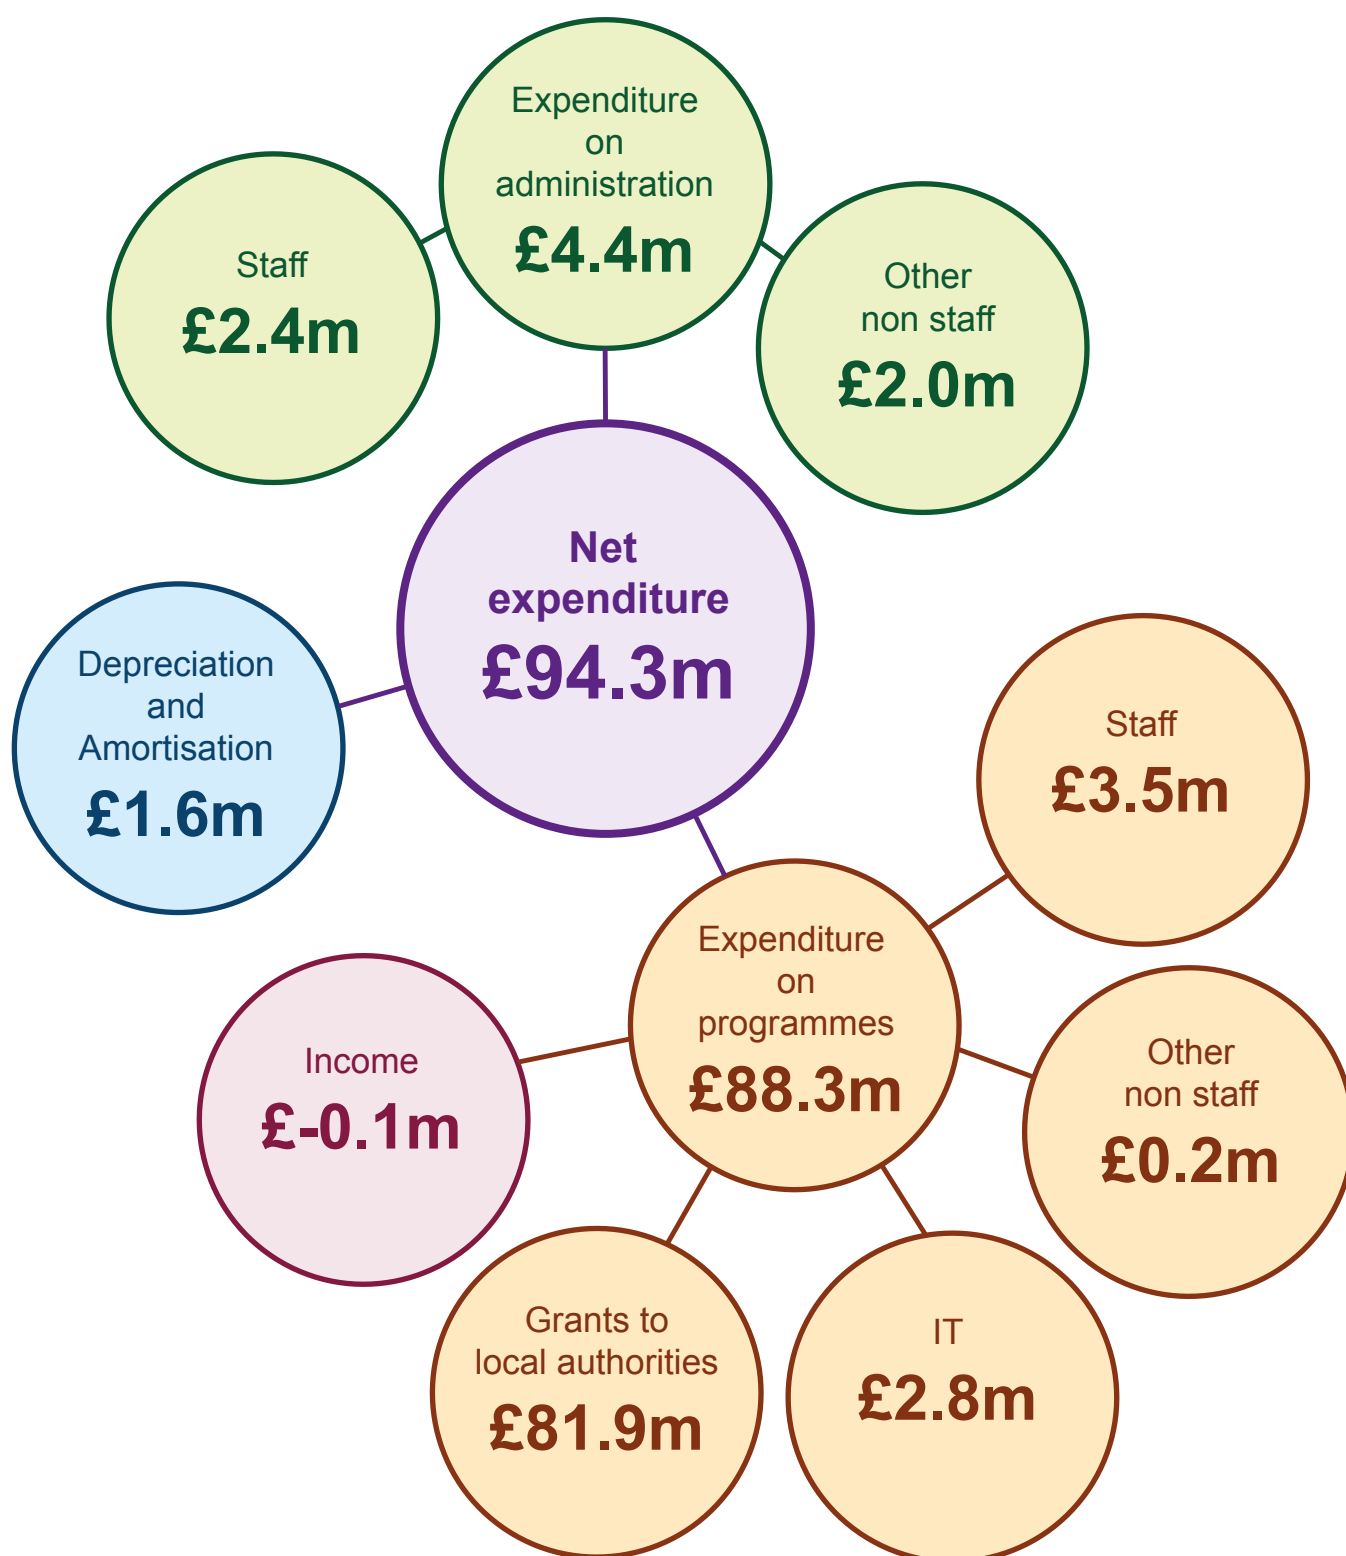 Expenditure
on
administration
£4.4m
Staff
£2.4m
Other
non staff
£2.0m
Net
expenditure
£94.3m
Depreciation
and
Amortisation
£1.6m
Staff
£3.5m
Expenditure
on
programmes
£88.3m
Income
£-0.1m
Other
non staff
£0.2m
Grants to
local authorities
£81.9m
IT
£2.8m